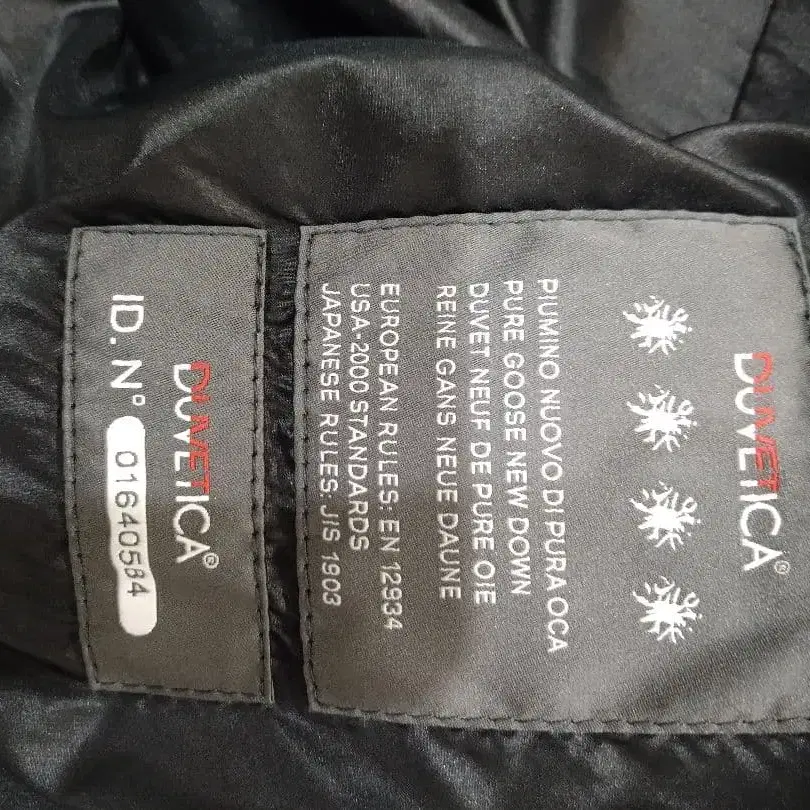 DUVETICA®
PIUMINO NUOVO DI PURA OCA
PURE GOOSE NEW DOWN
DUVET NEUF DE PURE OIE
REINE GANS NEUE DAUNE
EUROPEAN RULES: EN 12934
USA-2000 STANDARDS
JAPANESE RULES: JIS 1903
DUVETICA®
ID. N° 01640584